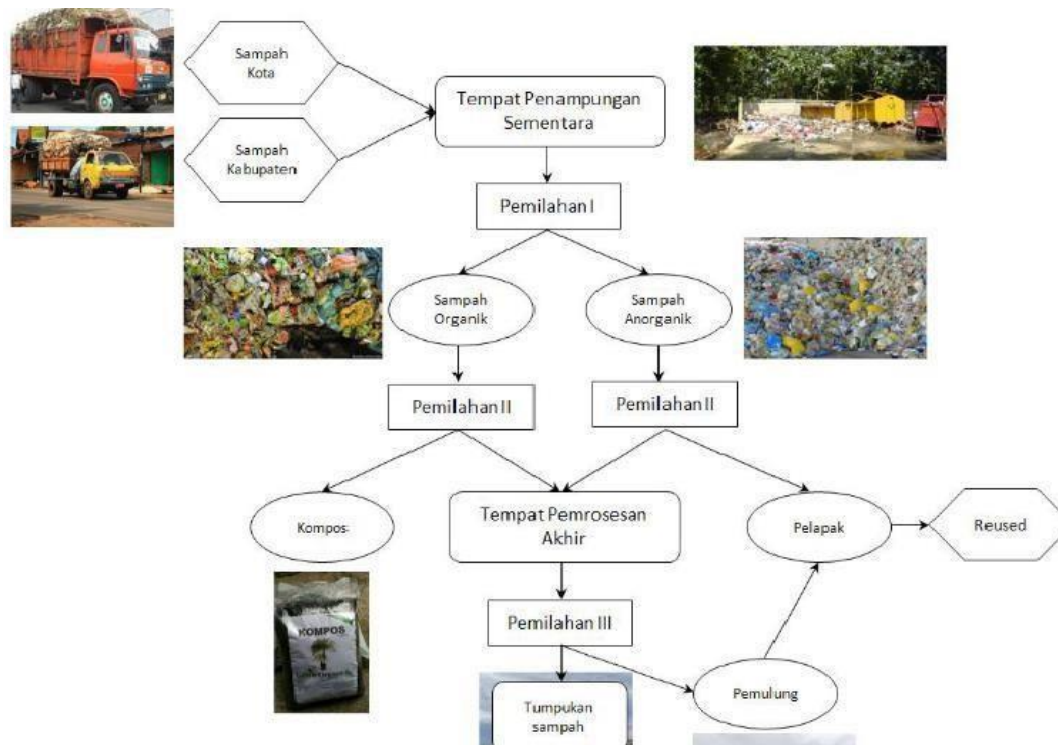 Sampah
Kota
Sampah
Kabupaten
Tempat Penampungan
Sementara
Pemilahan I
Sampah
Organik
Sampah
Anorganik
Pemilahan II
Pemilahan II
Kompos
Tempat Pemrosesan
Akhir
Pelapak
Reused
KOMPOS
Pemilahan III
Tumpukan
sampah
Pemulung